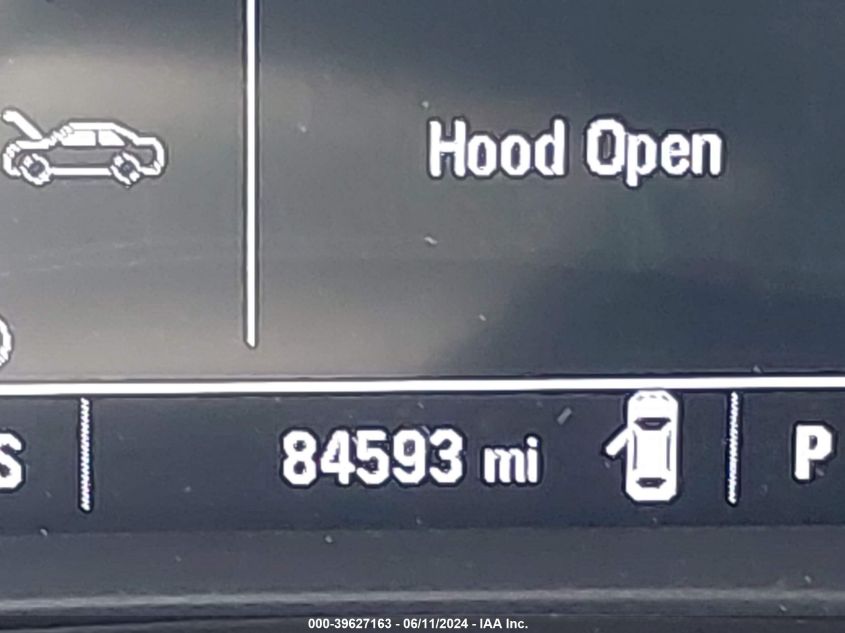 Hood Open
S
84593 mi
P
000-39627163 - 06/11/2024 - IAA Inc.